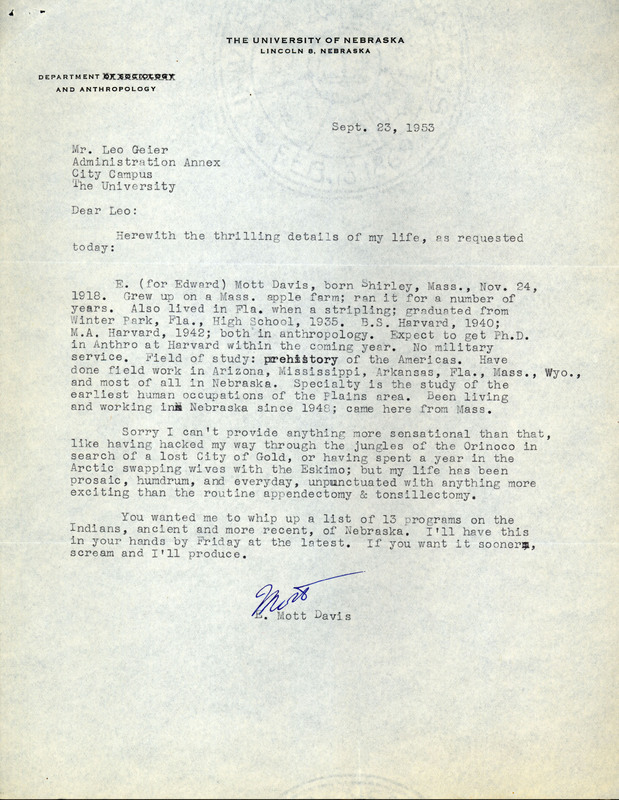 THE UNIVERSITY OF NEBRASKA
LINCOLN 8, NEBRASKA
DEPARTMENT OF SOCIOLOGY
AND ANTHROPOLOGY
Sept. 23, 1953
Mr. Leo Geier
Administration Annex
City Campus
The University
Dear Leo:
Herewith the thrilling details of my life, as requested
today:
E. (for Edward) Mott Davis, born Shirley, Mass., Nov. 24,
1918. Grew up on a Mass. apple farm; ran it for a number of
years. Also lived in Fla. when a stripling; graduated from
Winter Park, Fla., High School, 1935. B.S. Harvard, 1940;
M.A. Harvard, 1942; both in anthropology. Expect to get Ph.D.
in Anthro at Harvard within the coming year. No military
service. Field of study: prehistory of the Americas. Have
done field work in Arizona, Mississippi, Arkansas, Fla., Mass., Wyo.,
and most of all in Nebraska. Specialty is the study of the
earliest human occupations of the Plains area. Been living
and working in Nebraska since 1948; came here from Mass.
Sorry I can't provide anything more sensational than that,
like having hacked my way through the jungles of the Orinoco in
search of a lost City of Gold, or having spent a year in the
Arctic swapping wives with the Eskimo; but my life has been
prosaic, humdrum, and everyday, unpunctuated with anything more
exciting than the routine appendectomy & tonsillectomy.
You wanted me to whip up a list of 13 programs on the
Indians, ancient and more recent, of Nebraska. I'll have this
in your hands by Friday at the latest. If you want it sooner,
scream and I'll produce.
Mott
E. Mott Davis